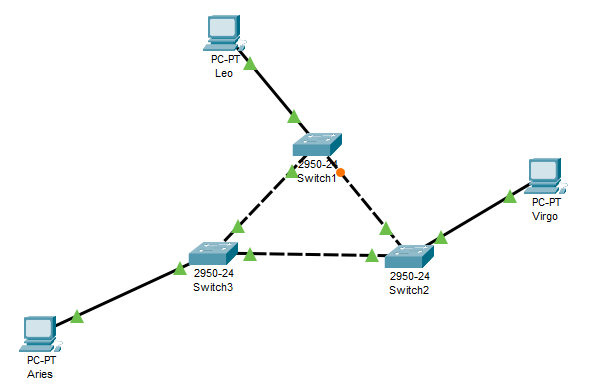 PC-PT
Leo
2950-24
Switch1
PC-PT
Virgo
2950-24
Switch3
2950-24
Switch2
PC-PT
Aries